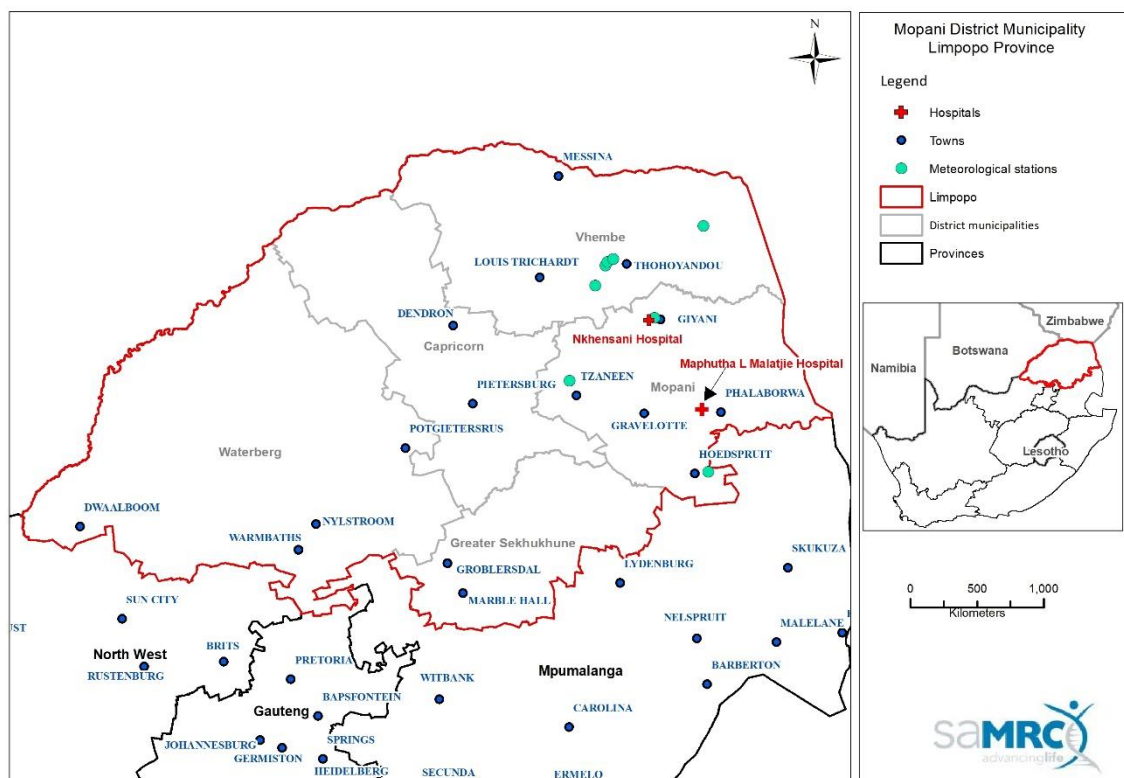 N
MESSINA
Vhembe
LOUIS TRICHARDT
THOHOYANDOU
DENDRON
GIYANI
Nkhensani Hospital
Capricorn
Maphutha L Malatjie Hospital
TZANEEN
PIETERSBURG
Mopani
PHALABORWA
GRAVELOTTE
POTGIETERSRUS
Waterberg
HOEDSPRUIT
DWAALBOOM
NYLSTROOM
WARMBATHS
Greater Sekhukhune
GROBLERSDAL
LYDENBURG
SKUKUZA
MARBLE HALL
SUN CITY
UST
NELSPRUIT
MALELANE
BRITS
North West
RUSTENBURG
PRETORIA
Mpumalanga
BARBERTON
WITBANK
BAPSFONTEIN
Gauteng
CAROLINA
JOHANNESBURG
SPRINGS
GERMISTON
HEIDELBERG
SECUNDA
ERMELO
Mopani District Municipality
Limpopo Province
Legend
Hospitals
Towns
Meteorological stations
Limpopo
District municipalities
Provinces
Zimbabwe
Botswana
Namibia
Lesotho
0 500 1,000
Kilometers
saMRC
advancinglife